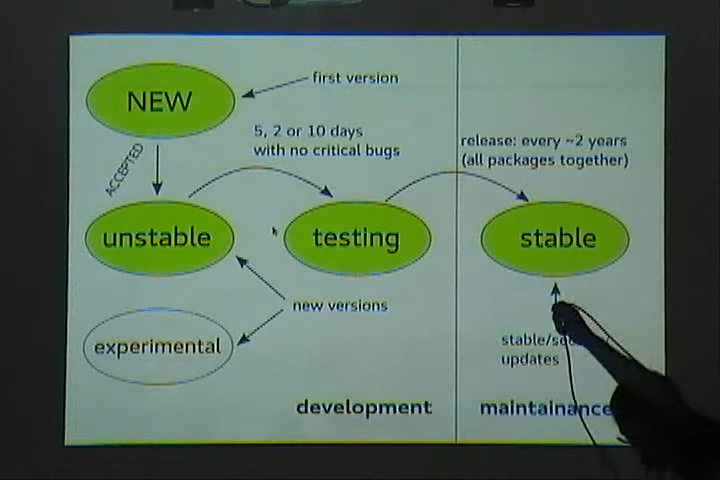 NEW
first version
ACCEPTED
5, 2 or 10 days
with no critical bugs
release: every ~2 years
(all packages together)
unstable
testing
stable
new versions
experimental
updates
development
maintainance